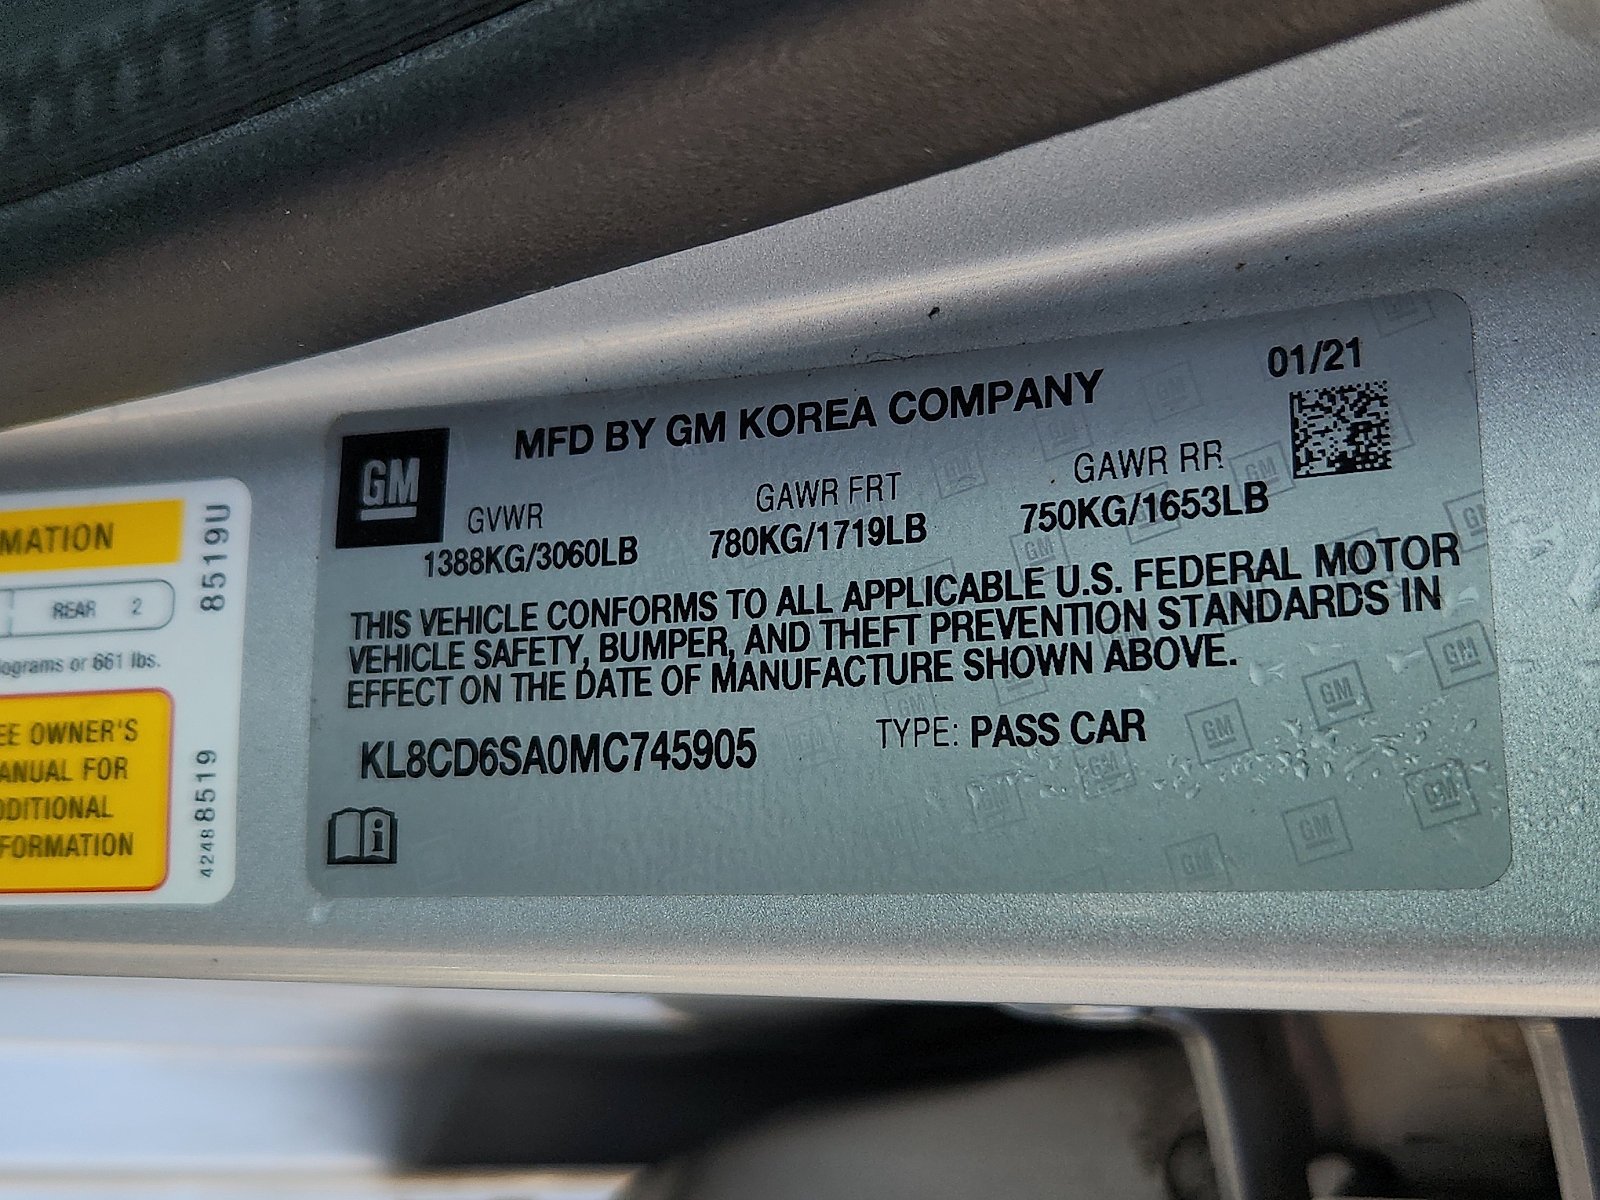 MATION
REAR 2
ograms or 661 lbs.
EE OWNER'S
ANUAL FOR
DDITIONAL
FORMATION
8519U
42488519
GM
MFD BY GM KOREA COMPANY
01/21
GVWR GAWR FRT GAWR RR
1388KG/3060LB 780KG/1719LB 750KG/1653LB
THIS VEHICLE CONFORMS TO ALL APPLICABLE U.S. FEDERAL MOTOR
VEHICLE SAFETY, BUMPER, AND THEFT PREVENTION STANDARDS IN
EFFECT ON THE DATE OF MANUFACTURE SHOWN ABOVE.
KL8CD6SA0MC745905 TYPE: PASS CAR
i